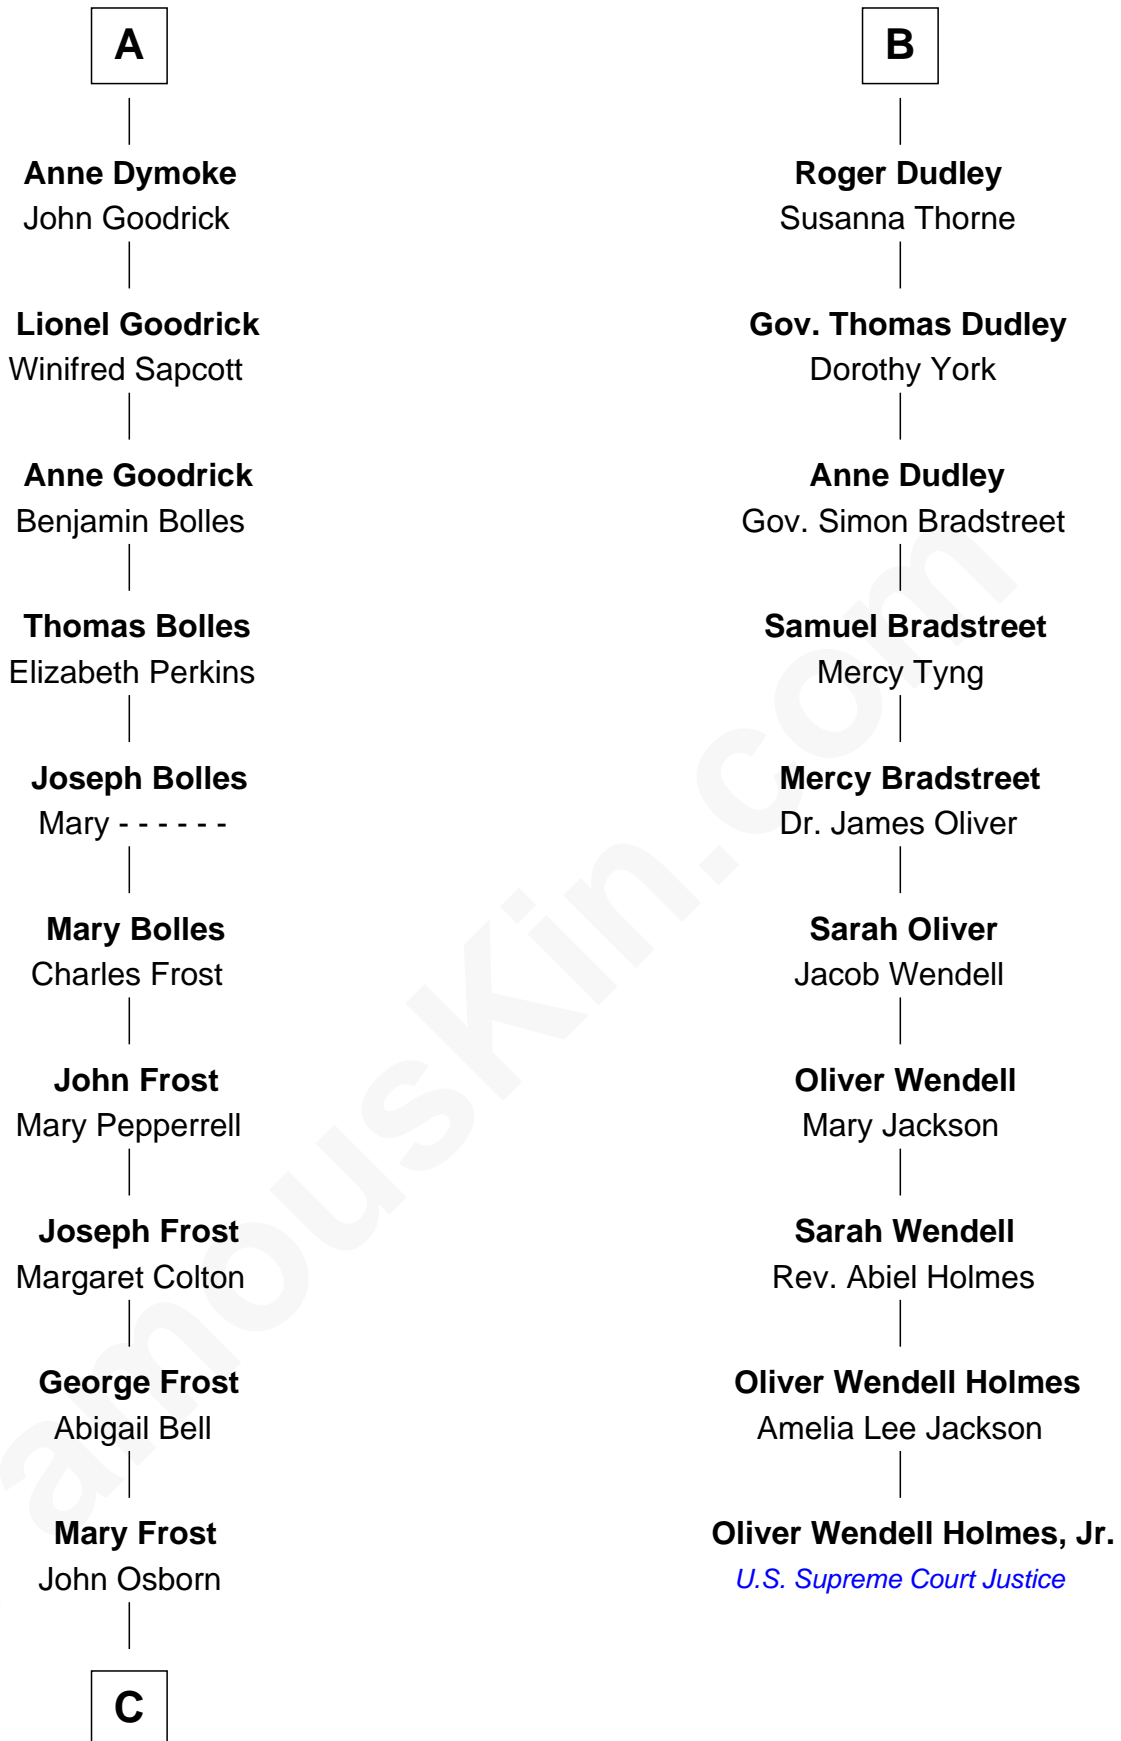 A
Anne Dymoke
John Goodrick
Lionel Goodrick
Winifred Sapcott
Anne Goodrick
Benjamin Bolles
Thomas Bolles
Elizabeth Perkins
Joseph Bolles
Mary - - - - - -
Mary Bolles
Charles Frost
John Frost
Mary Pepperrell
Joseph Frost
Margaret Colton
George Frost
Abigail Bell
Mary Frost
John Osborn
C
B
Roger Dudley
Susanna Thorne
Gov. Thomas Dudley
Dorothy York
Anne Dudley
Gov. Simon Bradstreet
Samuel Bradstreet
Mercy Tyng
Mercy Bradstreet
Dr. James Oliver
Sarah Oliver
Jacob Wendell
Oliver Wendell
Mary Jackson
Sarah Wendell
Rev. Abiel Holmes
Oliver Wendell Holmes
Amelia Lee Jackson
Oliver Wendell Holmes, Jr.
U.S. Supreme Court Justice
amousKin.com